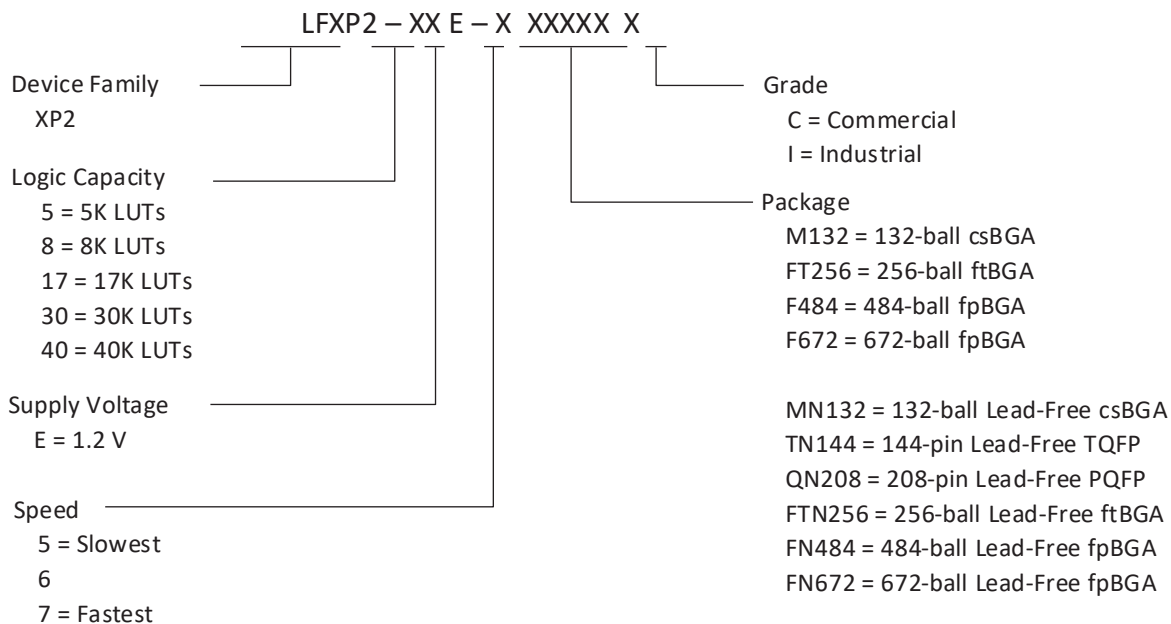 LFXP2 – XX E – X XXXXX X
Device Family
XP2
Logic Capacity
5 = 5K LUTs
8 = 8K LUTs
17 = 17K LUTs
30 = 30K LUTs
40 = 40K LUTs
Supply Voltage
E = 1.2 V
Speed
5 = Slowest
6
7 = Fastest
Grade
C = Commercial
I = Industrial
Package
M132 = 132-ball csBGA
FT256 = 256-ball ftBGA
F484 = 484-ball fpBGA
F672 = 672-ball fpBGA
MN132 = 132-ball Lead-Free csBGA
TN144 = 144-pin Lead-Free TQFP
QN208 = 208-pin Lead-Free PQFP
FTN256 = 256-ball Lead-Free ftBGA
FN484 = 484-ball Lead-Free fpBGA
FN672 = 672-ball Lead-Free fpBGA